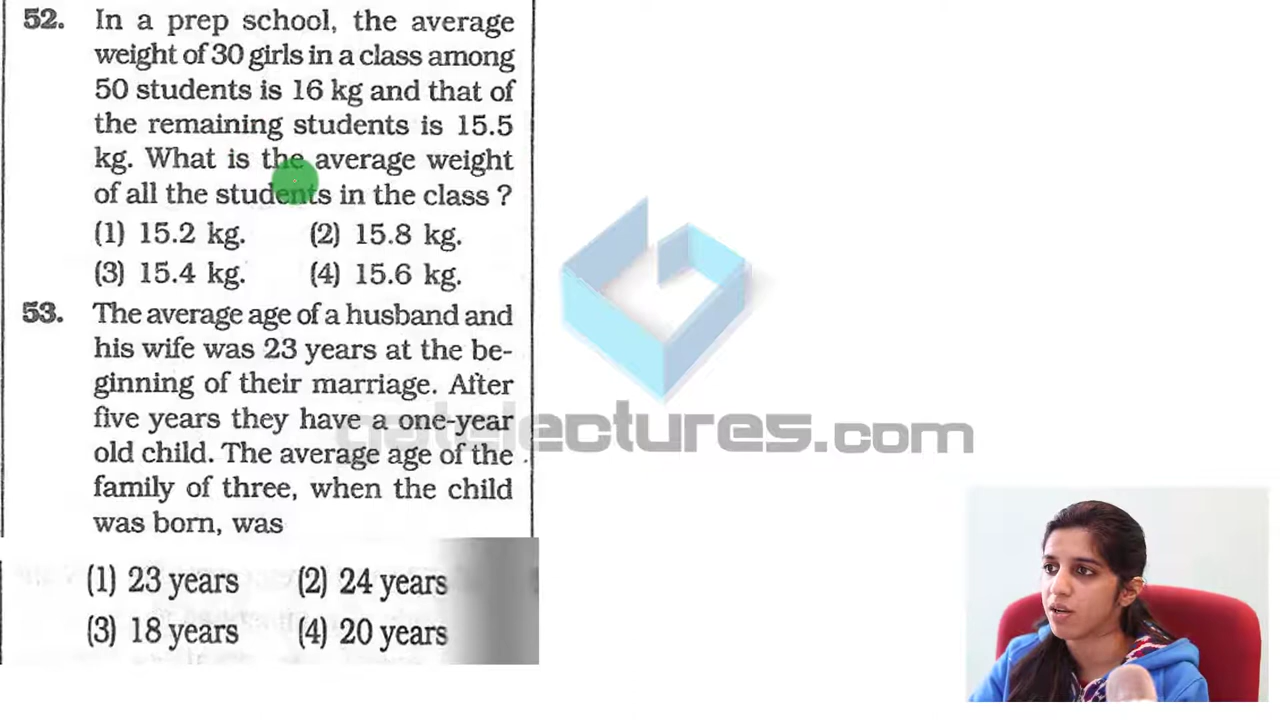 52. In a prep school, the average
weight of 30 girls in a class among
50 students is 16 kg and that of
the remaining students is 15.5
kg. What is the average weight
of all the students in the class ?
(1) 15.2 kg. (2) 15.8 kg.
(3) 15.4 kg. (4) 15.6 kg.
53. The average age of a husband and
his wife was 23 years at the be-
ginning of their marriage. After
five years they have a one-year
old child. The average age of the
family of three, when the child
was born, was
(1) 23 years (2) 24 years
(3) 18 years (4) 20 years
gatelectures.com